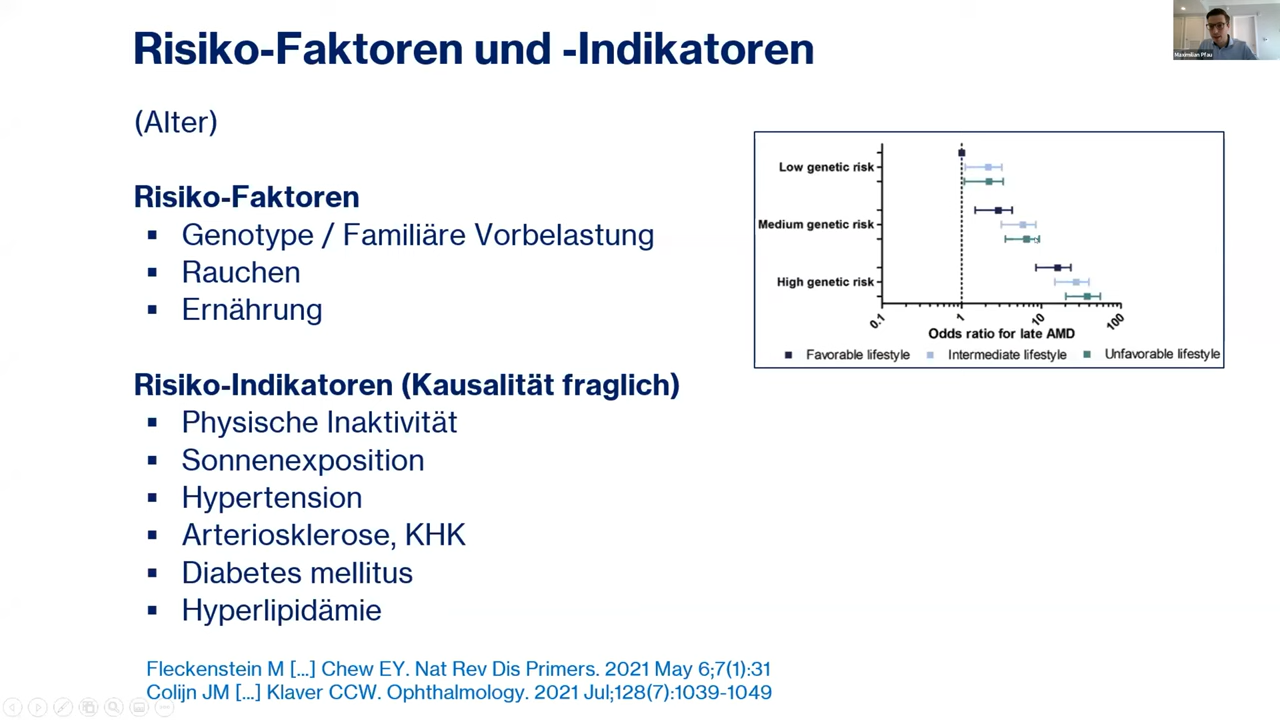 Risiko-Faktoren und -Indikatoren
Maximilian Pfau
(Alter)
Risiko-Faktoren
▪ Genotype / Familiäre Vorbelastung
▪ Rauchen
▪ Ernährung
Low genetic risk
Medium genetic risk
High genetic risk
0.1 1 10 100
Odds ratio for late AMD
Favorable lifestyle Intermediate lifestyle Unfavorable lifestyle
Risiko-Indikatoren (Kausalität fraglich)
▪ Physische Inaktivität
▪ Sonnenexposition
▪ Hypertension
▪ Arteriosklerose, KHK
▪ Diabetes mellitus
▪ Hyperlipidämie
Fleckenstein M [...] Chew EY. Nat Rev Dis Primers. 2021 May 6;7(1):31
Colijn JM [...] Klaver CCW. Ophthalmology. 2021 Jul;128(7):1039-1049